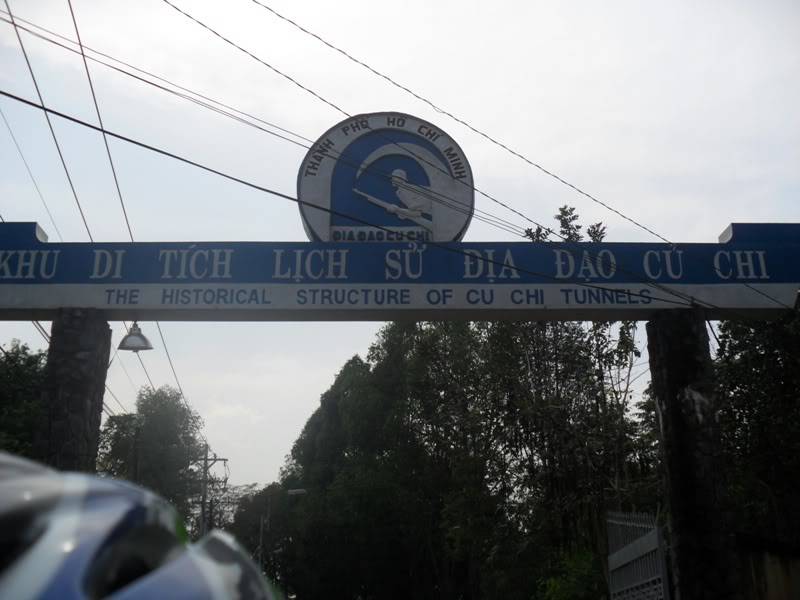 THÀNH PHỐ HỒ CHÍ MINH
ĐỊA ĐẠO CỦ CHI
KHU DI TÍCH LỊCH SỬ ĐỊA ĐẠO CỦ CHI
THE HISTORICAL STRUCTURE OF CU CHI TUNNELS